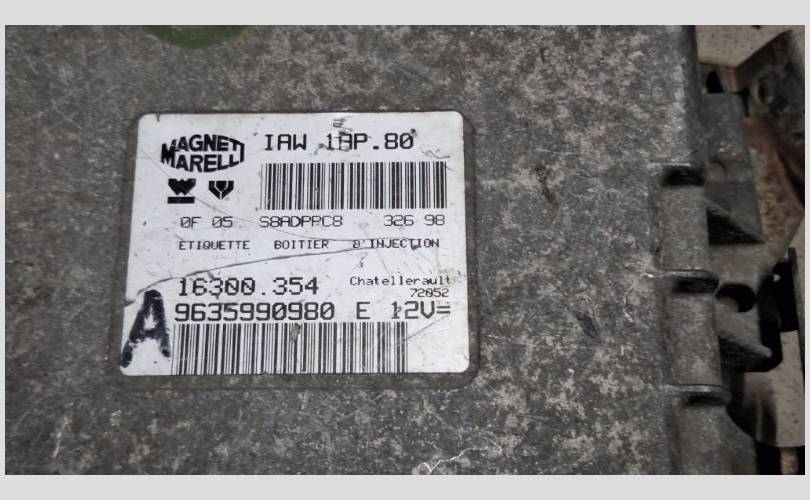 MAGNETI MARELLI
IAW 1AP.80
0F 05 S8ADPPC8 326 98
ETIQUETTE BOITIER D'INJECTION
16300.354 Chatellerault
72052
9635990980 E 12V=
A